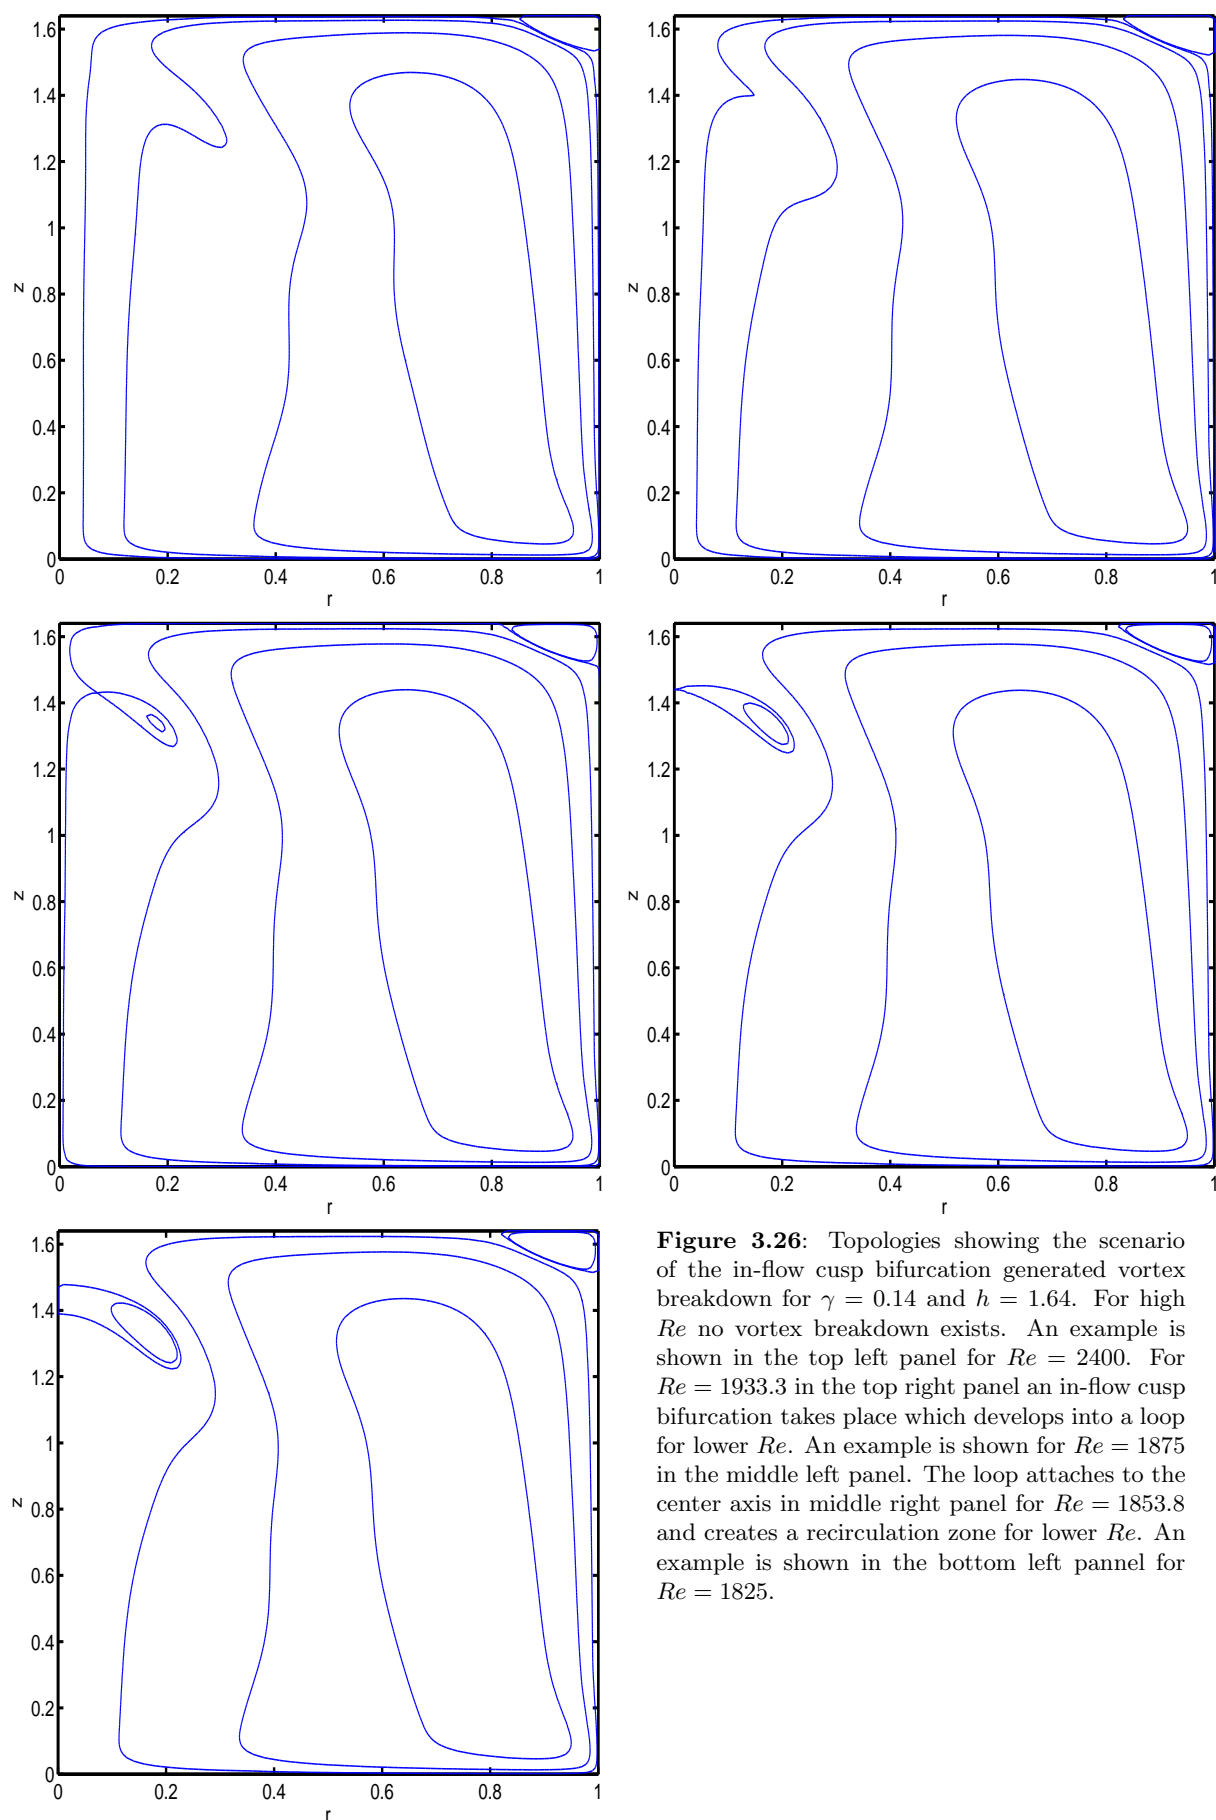 1.6
1.4
1.2
1
0.8
0.6
0.4
0.2
0
z
0 0.2 0.4 0.6 0.8 1
r
1.6
1.4
1.2
1
0.8
0.6
0.4
0.2
0
z
0 0.2 0.4 0.6 0.8 1
r
1.6
1.4
1.2
1
0.8
0.6
0.4
0.2
0
z
0 0.2 0.4 0.6 0.8 1
r
1.6
1.4
1.2
1
0.8
0.6
0.4
0.2
0
z
0 0.2 0.4 0.6 0.8 1
r
1.6
1.4
1.2
1
0.8
0.6
0.4
0.2
0
z
0 0.2 0.4 0.6 0.8 1
r
Figure 3.26: Topologies showing the scenario
of the in-flow cusp bifurcation generated vortex
breakdown for γ = 0.14 and h = 1.64. For high
Re no vortex breakdown exists. An example is
shown in the top left panel for Re = 2400. For
Re = 1933.3 in the top right panel an in-flow cusp
bifurcation takes place which develops into a loop
for lower Re. An example is shown for Re = 1875
in the middle left panel. The loop attaches to the
center axis in middle right panel for Re = 1853.8
and creates a recirculation zone for lower Re. An
example is shown in the bottom left pannel for
Re = 1825.